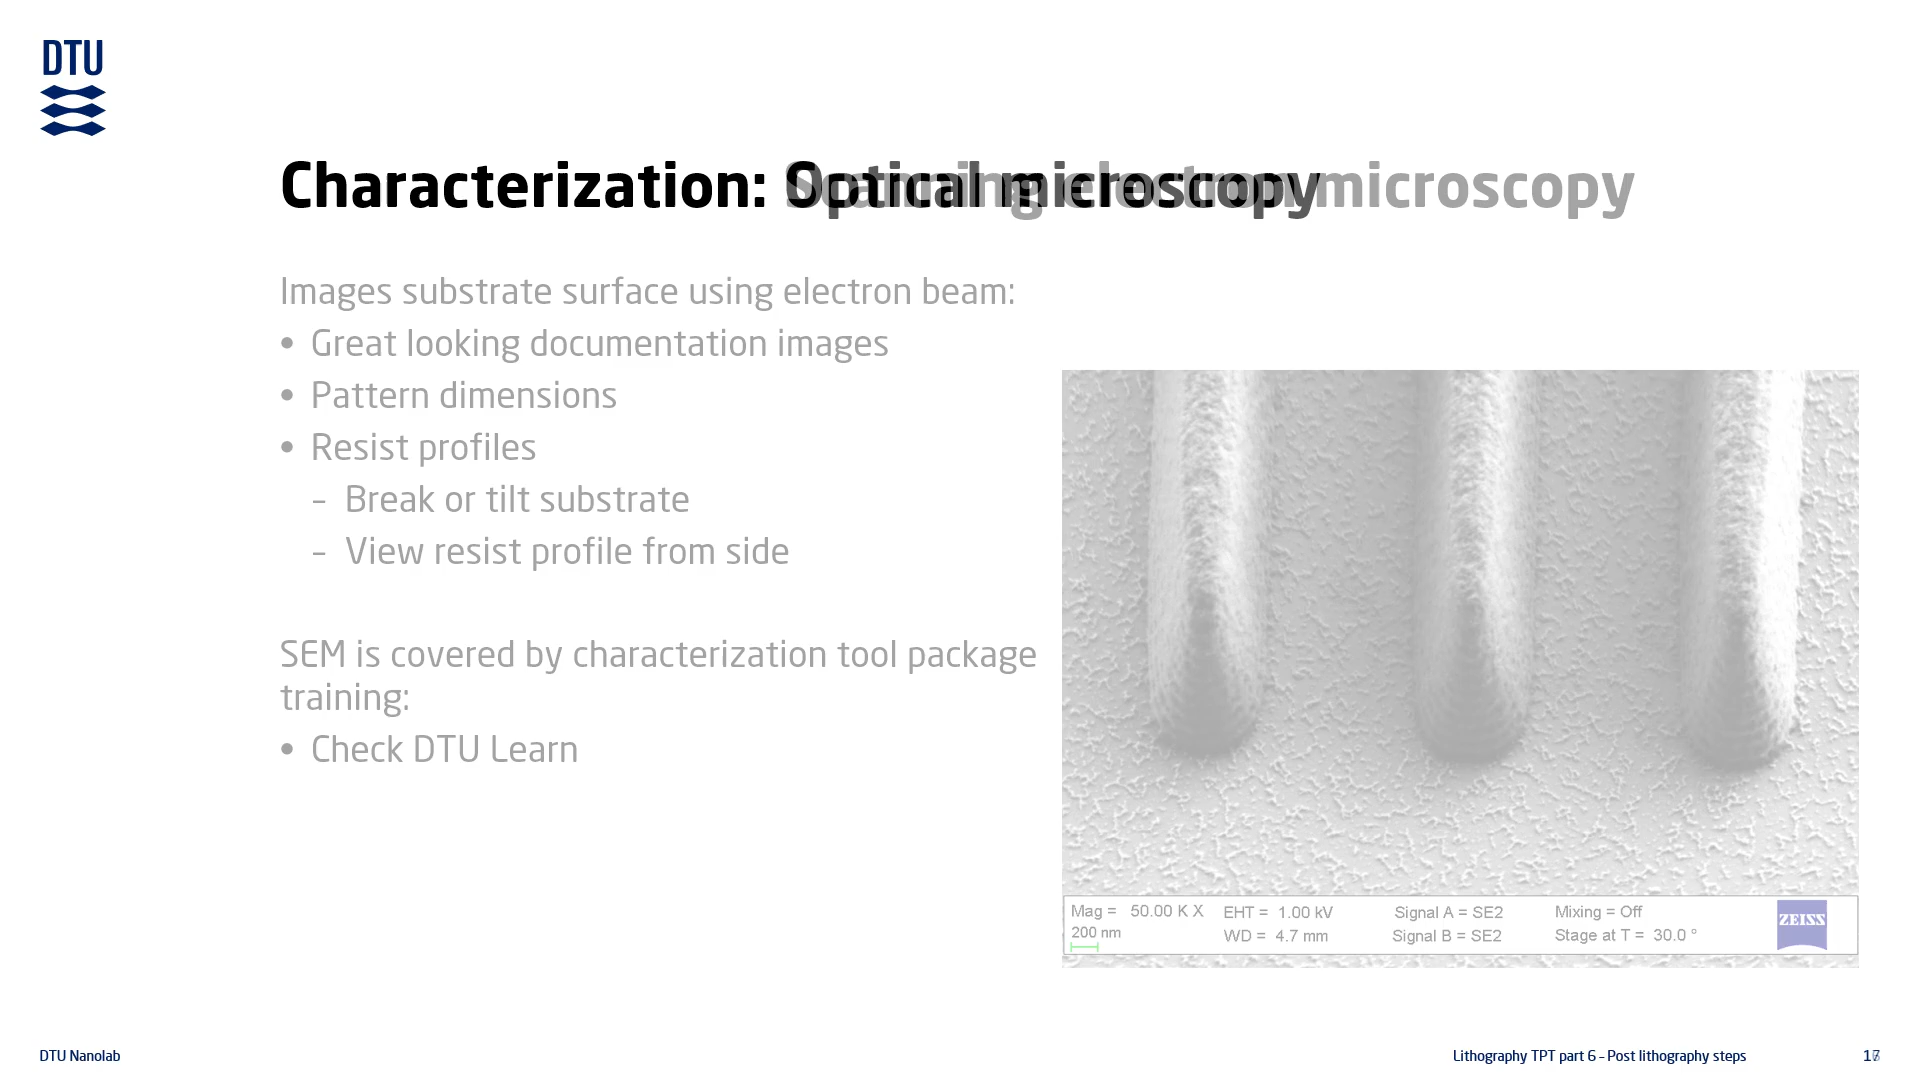 DTU
Characterization: Optical microscopy
Scanning electron microscopy
Images substrate surface using electron beam:
• Great looking documentation images
• Pattern dimensions
• Resist profiles
– Break or tilt substrate
– View resist profile from side
SEM is covered by characterization tool package
training:
• Check DTU Learn
Mag = 50.00 K X EHT = 1.00 kV Signal A = SE2 Mixing = Off
200 nm WD = 4.7 mm Signal B = SE2 Stage at T = 30.0 °
ZEISS
DTU Nanolab Lithography TPT part 6 – Post lithography steps